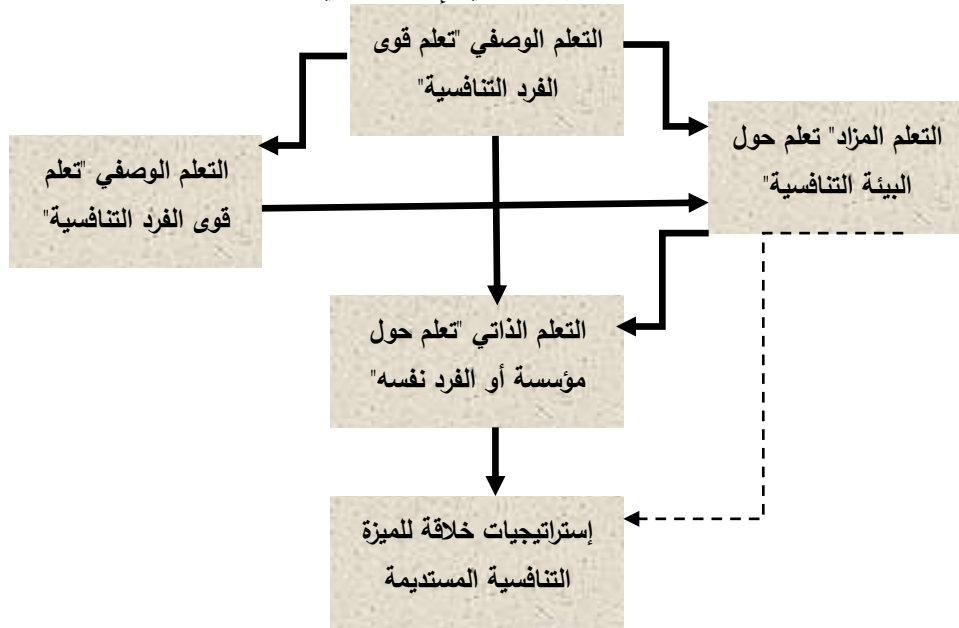 التعلم الوصفي "تعلم قوى
الفرد التنافسية"
التعلم المزاد" تعلم حول
البيئة التنافسية"
التعلم الوصفي "تعلم
قوى الفرد التنافسية"
التعلم الذاتي "تعلم حول
مؤسسة أو الفرد نفسه"
إستراتيجيات خلاقة للميزة
التنافسية المستديمة